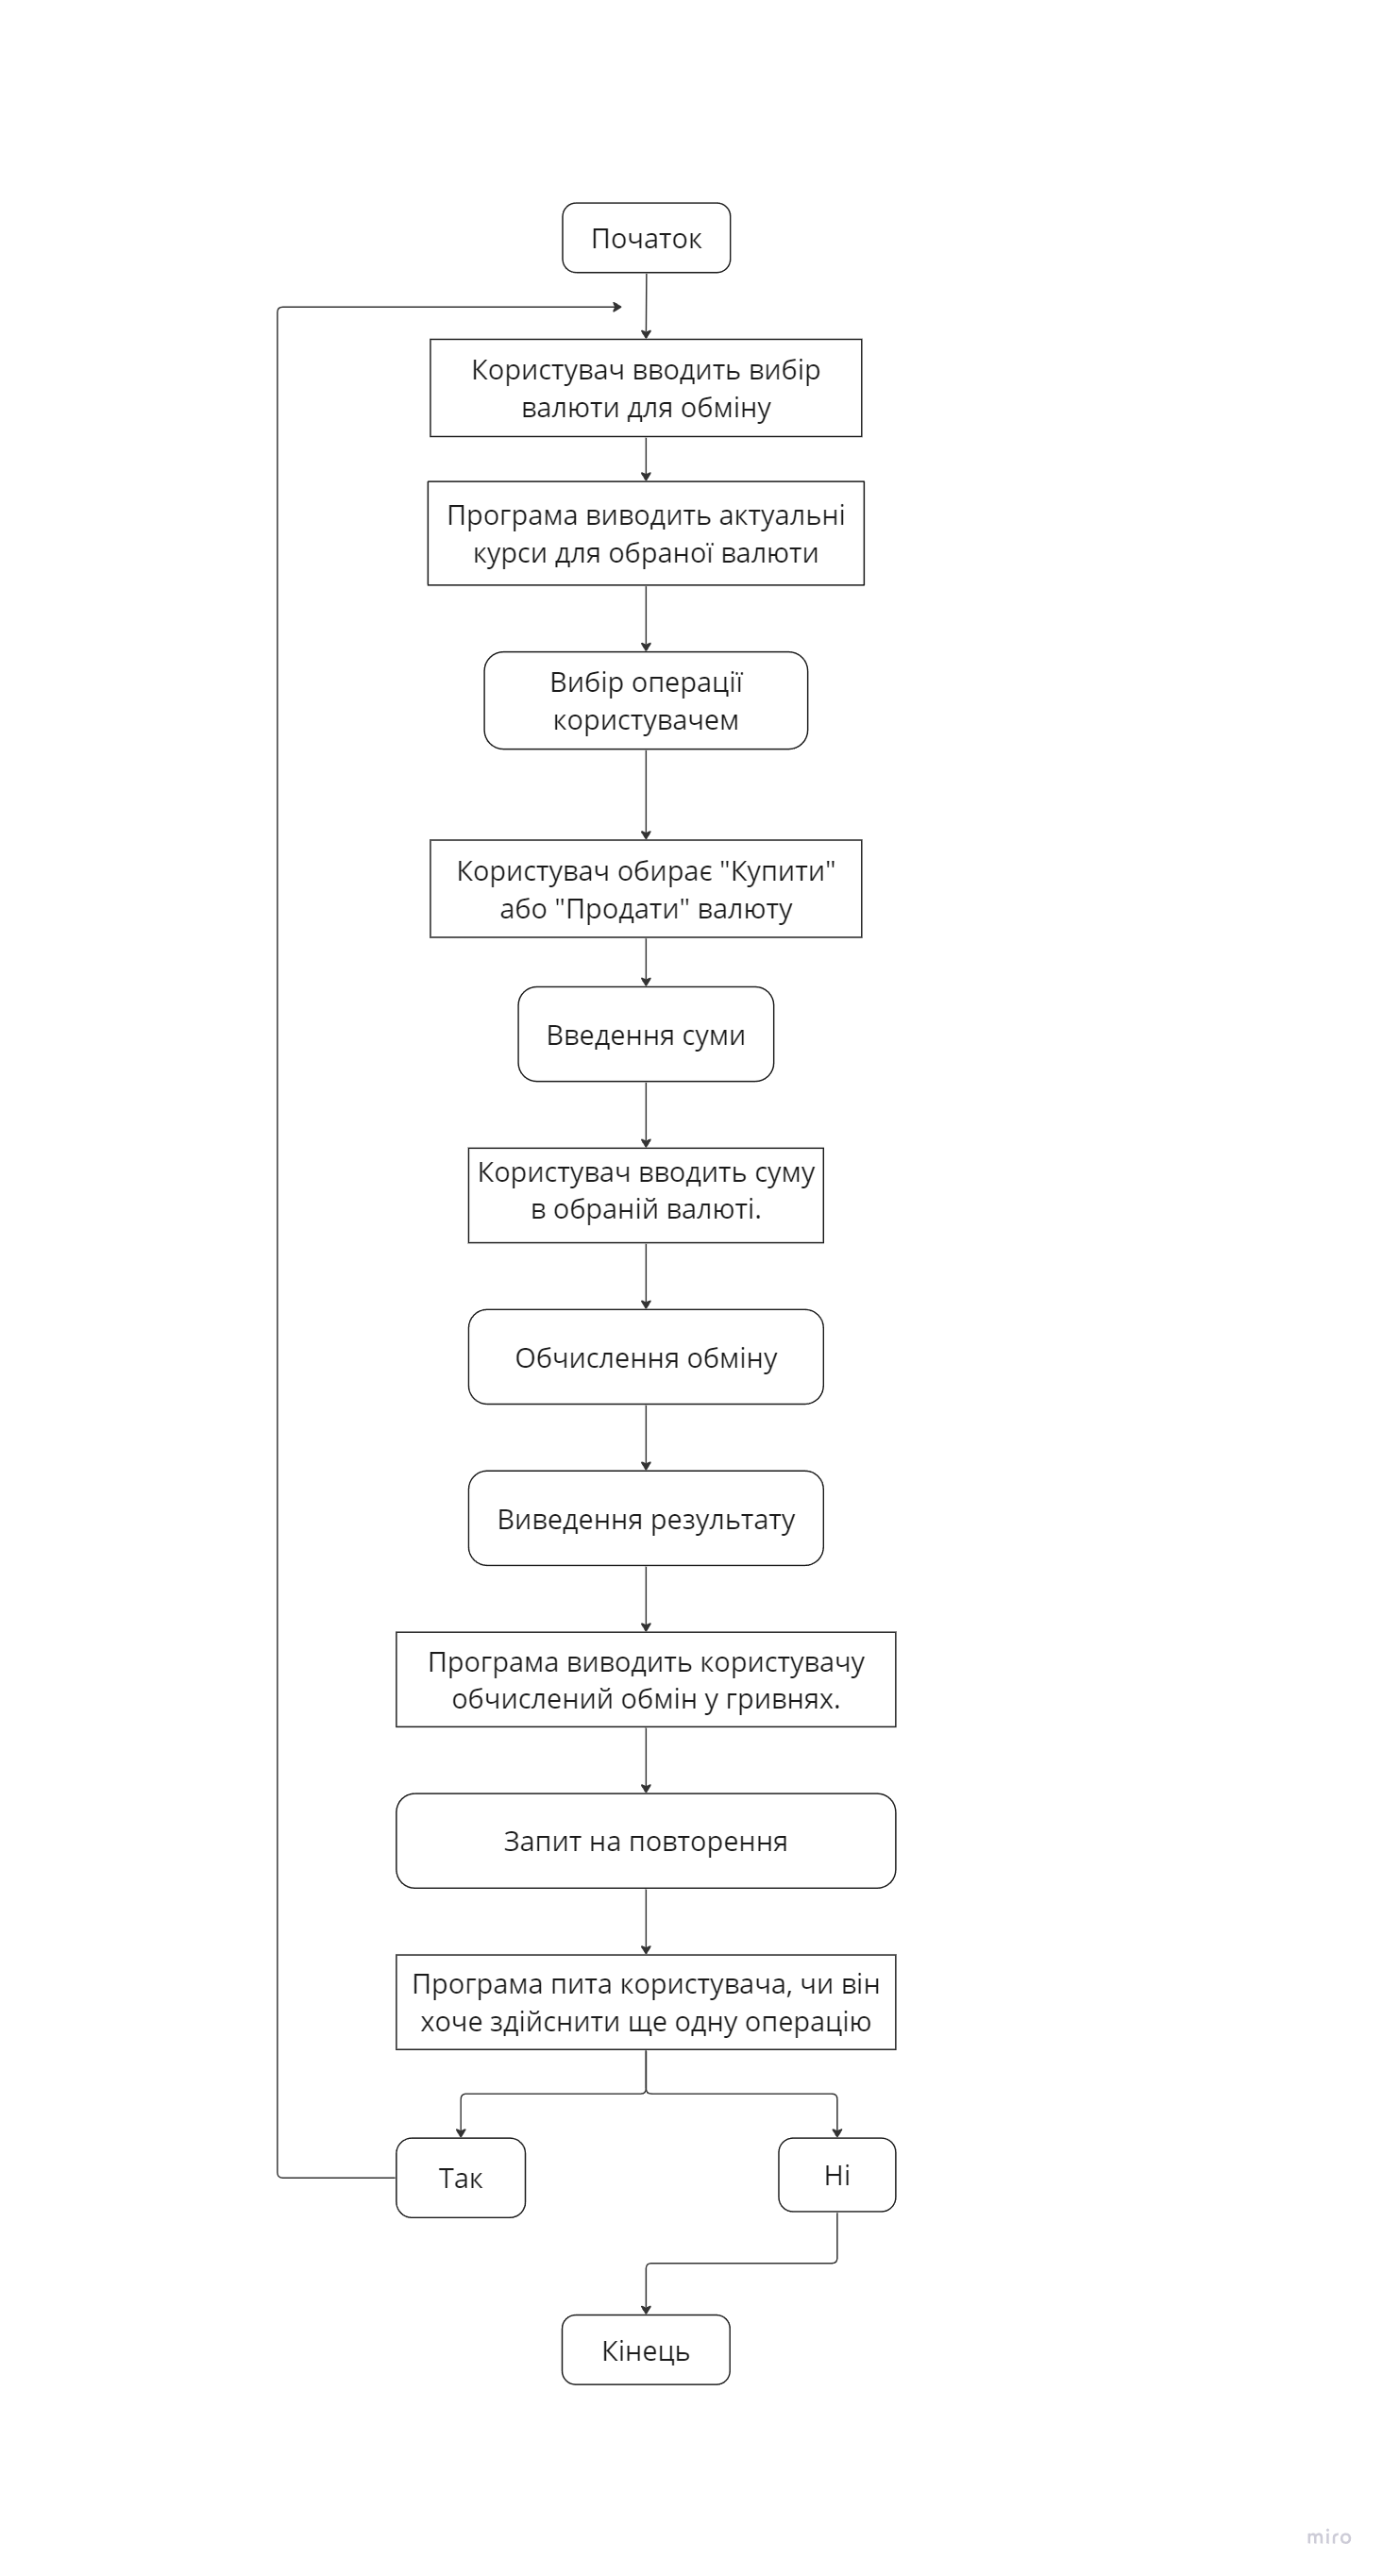 Початок
Користувач вводить вибір
валюти для обміну
Програма виводить актуальні
курси для обраної валюти
Вибір операції
користувачем
Користувач обирає "Купити"
або "Продати" валюту
Введення суми
Користувач вводить суму
в обраній валюті.
Обчислення обміну
Виведення результату
Програма виводить користувачу
обчислений обмін у гривнях.
Запит на повторення
Програма пита користувача, чи він
хоче здійснити ще одну операцію
Так
Ні
Кінець
miro